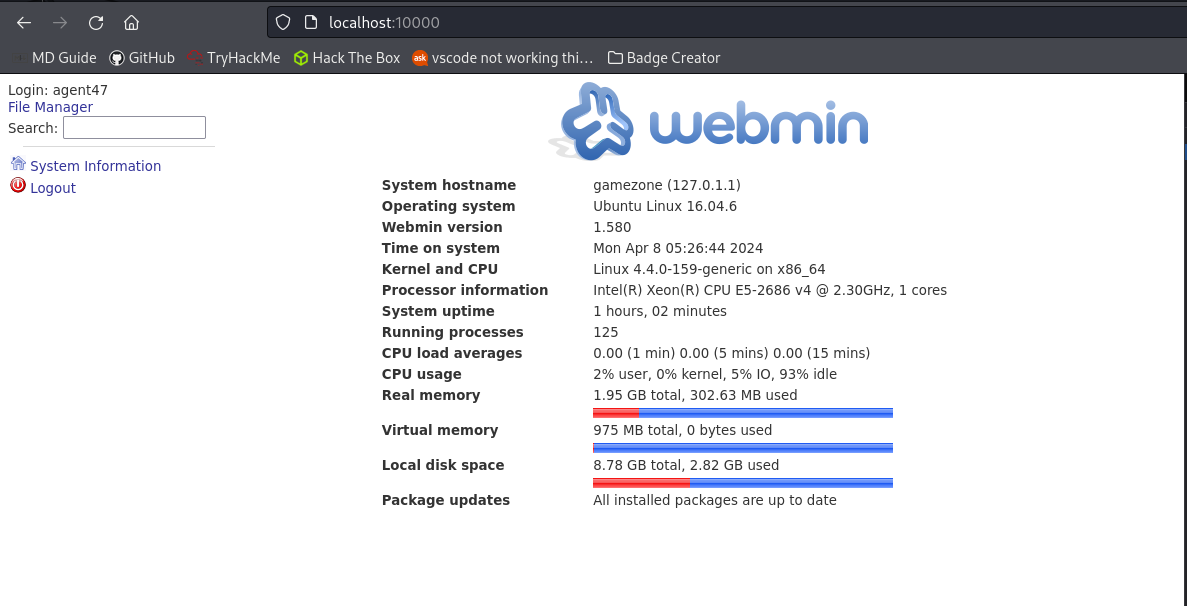 localhost:10000
MD Guide GitHub TryHackMe Hack The Box ask vscode not working thi... Badge Creator
Login: agent47
File Manager
Search:
System Information
Logout
webmin
System hostname gamezone (127.0.1.1)
Operating system Ubuntu Linux 16.04.6
Webmin version 1.580
Time on system Mon Apr 8 05:26:44 2024
Kernel and CPU Linux 4.4.0-159-generic on x86_64
Processor information Intel(R) Xeon(R) CPU E5-2686 v4 @ 2.30GHz, 1 cores
System uptime 1 hours, 02 minutes
Running processes 125
CPU load averages 0.00 (1 min) 0.00 (5 mins) 0.00 (15 mins)
CPU usage 2% user, 0% kernel, 5% IO, 93% idle
Real memory 1.95 GB total, 302.63 MB used
Virtual memory 975 MB total, 0 bytes used
Local disk space 8.78 GB total, 2.82 GB used
Package updates All installed packages are up to date